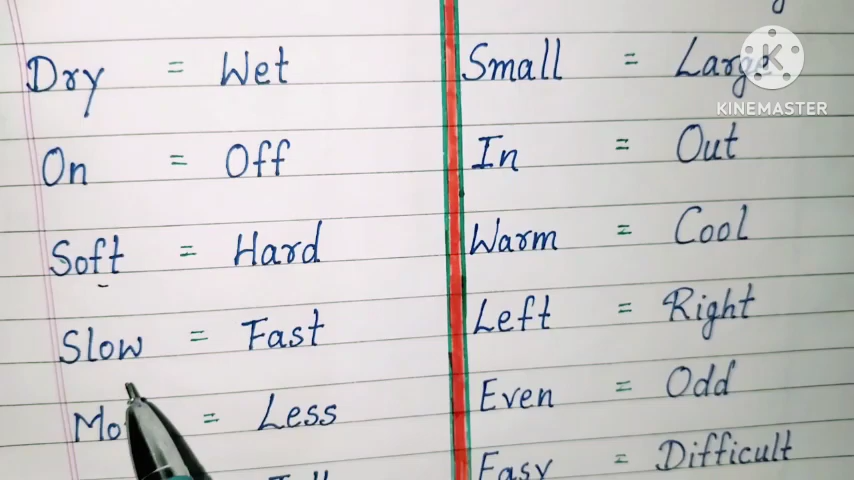 Dry = Wet
On = Off
Soft = Hard
Slow = Fast
= Less
Small = Large
In = Out
Warm = Cool
Left = Right
Even = Odd
Easy = Difficult
KINEMASTER